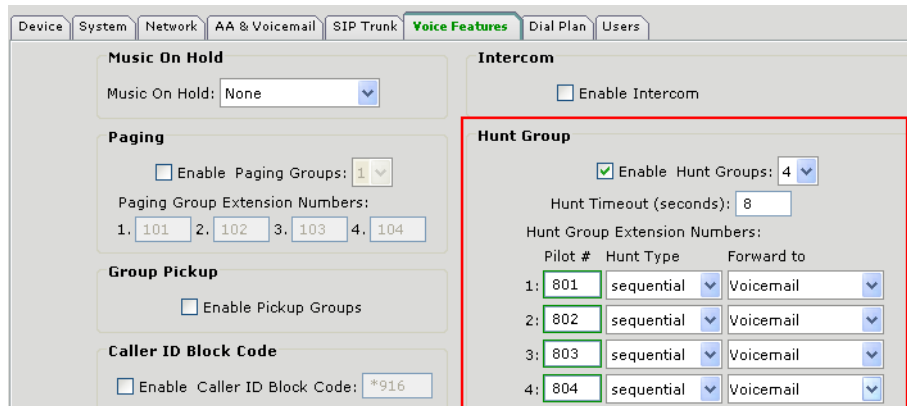 Device System Network AA & Voicemail SIP Trunk Voice Features Dial Plan Users
Music On Hold
Music On Hold: None
Paging
Enable Paging Groups: 1
Paging Group Extension Numbers:
1. 101 2. 102 3. 103 4. 104
Group Pickup
Enable Pickup Groups
Caller ID Block Code
Enable Caller ID Block Code: *916
Intercom
Enable Intercom
Hunt Group
Enable Hunt Groups: 4
Hunt Timeout (seconds): 8
Hunt Group Extension Numbers:
Pilot # Hunt Type Forward to
1: 801 sequential Voicemail
2: 802 sequential Voicemail
3: 803 sequential Voicemail
4: 804 sequential Voicemail